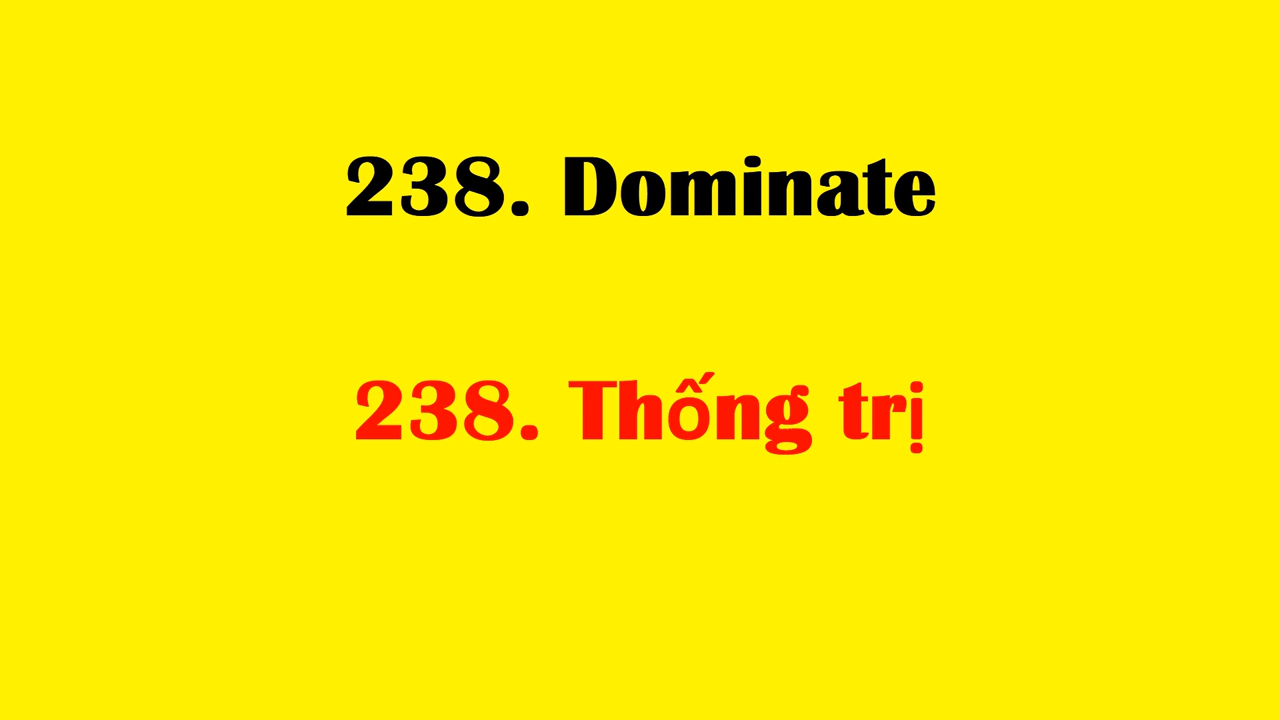 238. Dominate
238. Thống trị